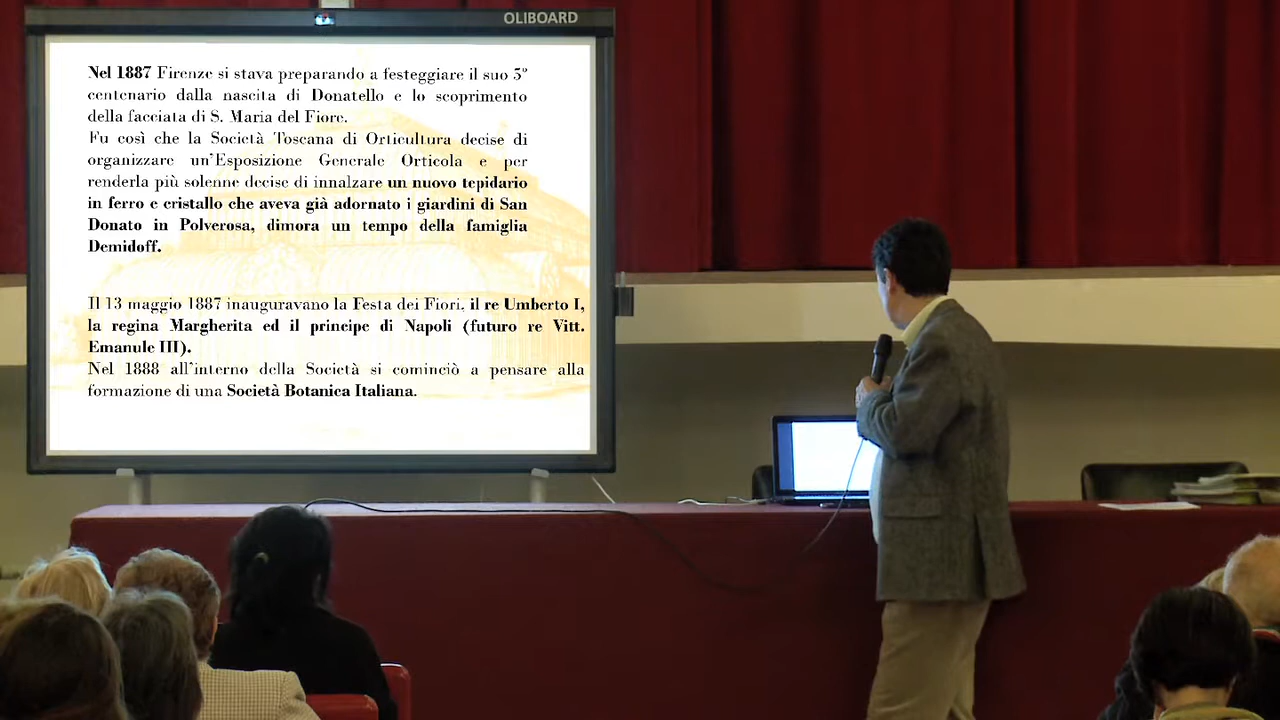 OLIBOARD
Nel 1887 Firenze si stava preparando a festeggiare il suo 5°
centenario dalla nascita di Donatello e lo scoprimento
della facciata di S. Maria del Fiore.
Fu così che la Società Toscana di Orticultura decise di
organizzare un'Esposizione Generale Orticola e per
renderla più solenne decise di innalzare un nuovo tepidario
in ferro e cristallo che aveva già adornato i giardini di San
Donato in Polverosa, dimora un tempo della famiglia
Demidoff.
Il 13 maggio 1887 inauguravano la Festa dei Fiori, il re Umberto I,
la regina Margherita ed il principe di Napoli (futuro re Vitt.
Emanule III).
Nel 1888 all'interno della Società si cominciò a pensare alla
formazione di una Società Botanica Italiana.